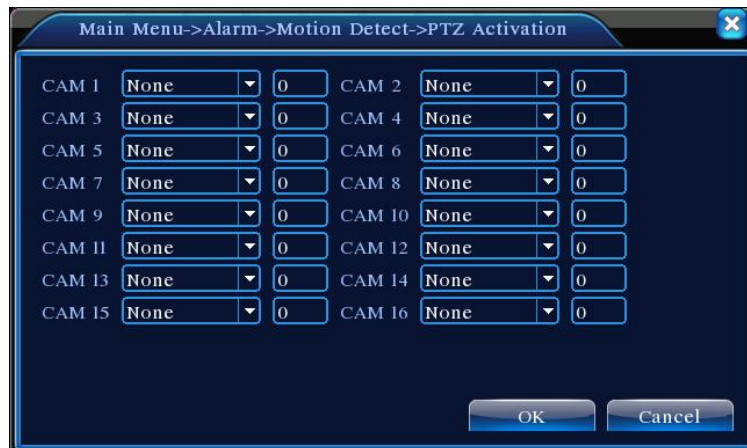 Main Menu->Alarm->Motion Detect->PTZ Activation
CAM 1 None 0 CAM 2 None 0
CAM 3 None 0 CAM 4 None 0
CAM 5 None 0 CAM 6 None 0
CAM 7 None 0 CAM 8 None 0
CAM 9 None 0 CAM 10 None 0
CAM 11 None 0 CAM 12 None 0
CAM 13 None 0 CAM 14 None 0
CAM 15 None 0 CAM 16 None 0
OK Cancel